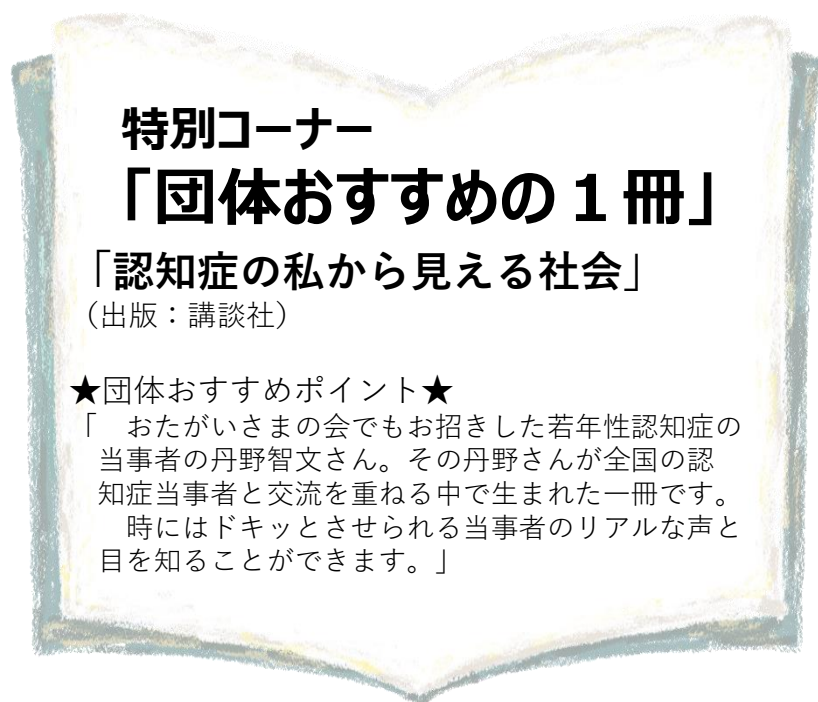 特別コーナー
「団体おすすめの１冊」
「認知症の私から見える社会」
（出版：講談社）
★団体おすすめポイント★
「　おたがいさまの会でもお招きした若年性認知症の
当事者の丹野智文さん。その丹野さんが全国の認
知症当事者と交流を重ねる中で生まれた一冊です。
　時にはドキッとさせられる当事者のリアルな声と
目を知ることができます。」